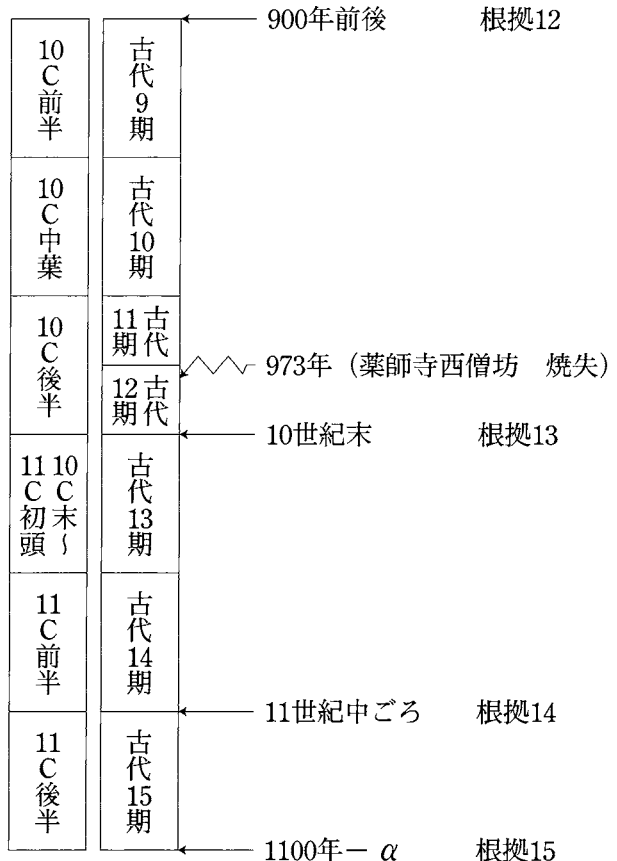 900年前後 根拠12
10C前半
古代9期
10C中葉
古代10期
10C後半
古代11期
973年（薬師寺西僧坊 焼失）
古代12期
10世紀末 根拠13
10C末～
11C初頭
古代13期
11C前半
古代14期
11世紀中ごろ 根拠14
11C後半
古代15期
1100年－α 根拠15